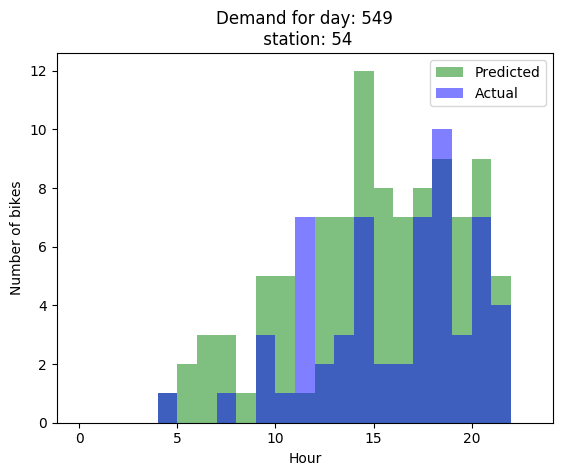 Demand for day: 549
station: 54
Predicted
Actual
Number of bikes
12
10
8
6
4
2
0
0 5 10 15 20
Hour